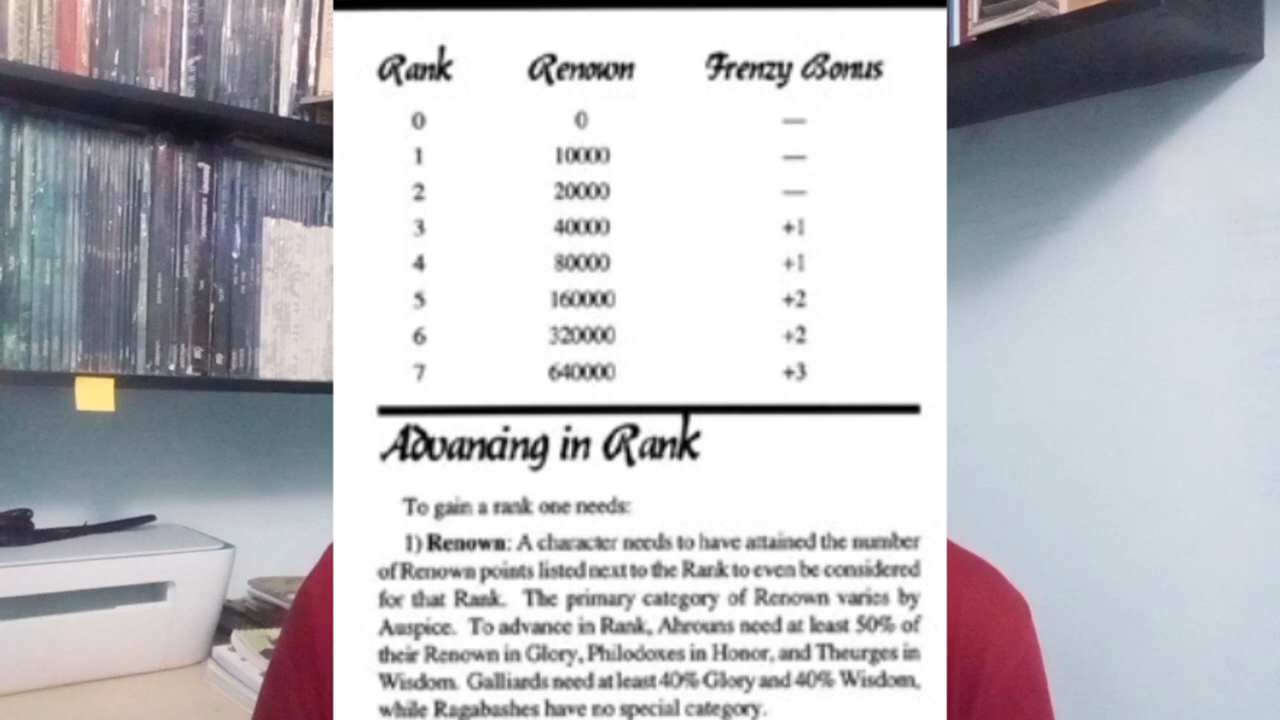 Rank Renown Frenzy Bonus
0 0 —
1 10000 —
2 20000 —
3 40000 +1
4 80000 +1
5 160000 +2
6 320000 +2
7 640000 +3
Advancing in Rank
To gain a rank one needs:
1) Renown: A character needs to have attained the number
of Renown points listed next to the Rank to even be considered
for that Rank. The primary category of Renown varies by
Auspice. To advance in Rank, Ahrouns need at least 50% of
their Renown in Glory, Philodoxes in Honor, and Theurges in
Wisdom. Galliards need at least 40% Glory and 40% Wisdom,
while Ragabashes have no special category.